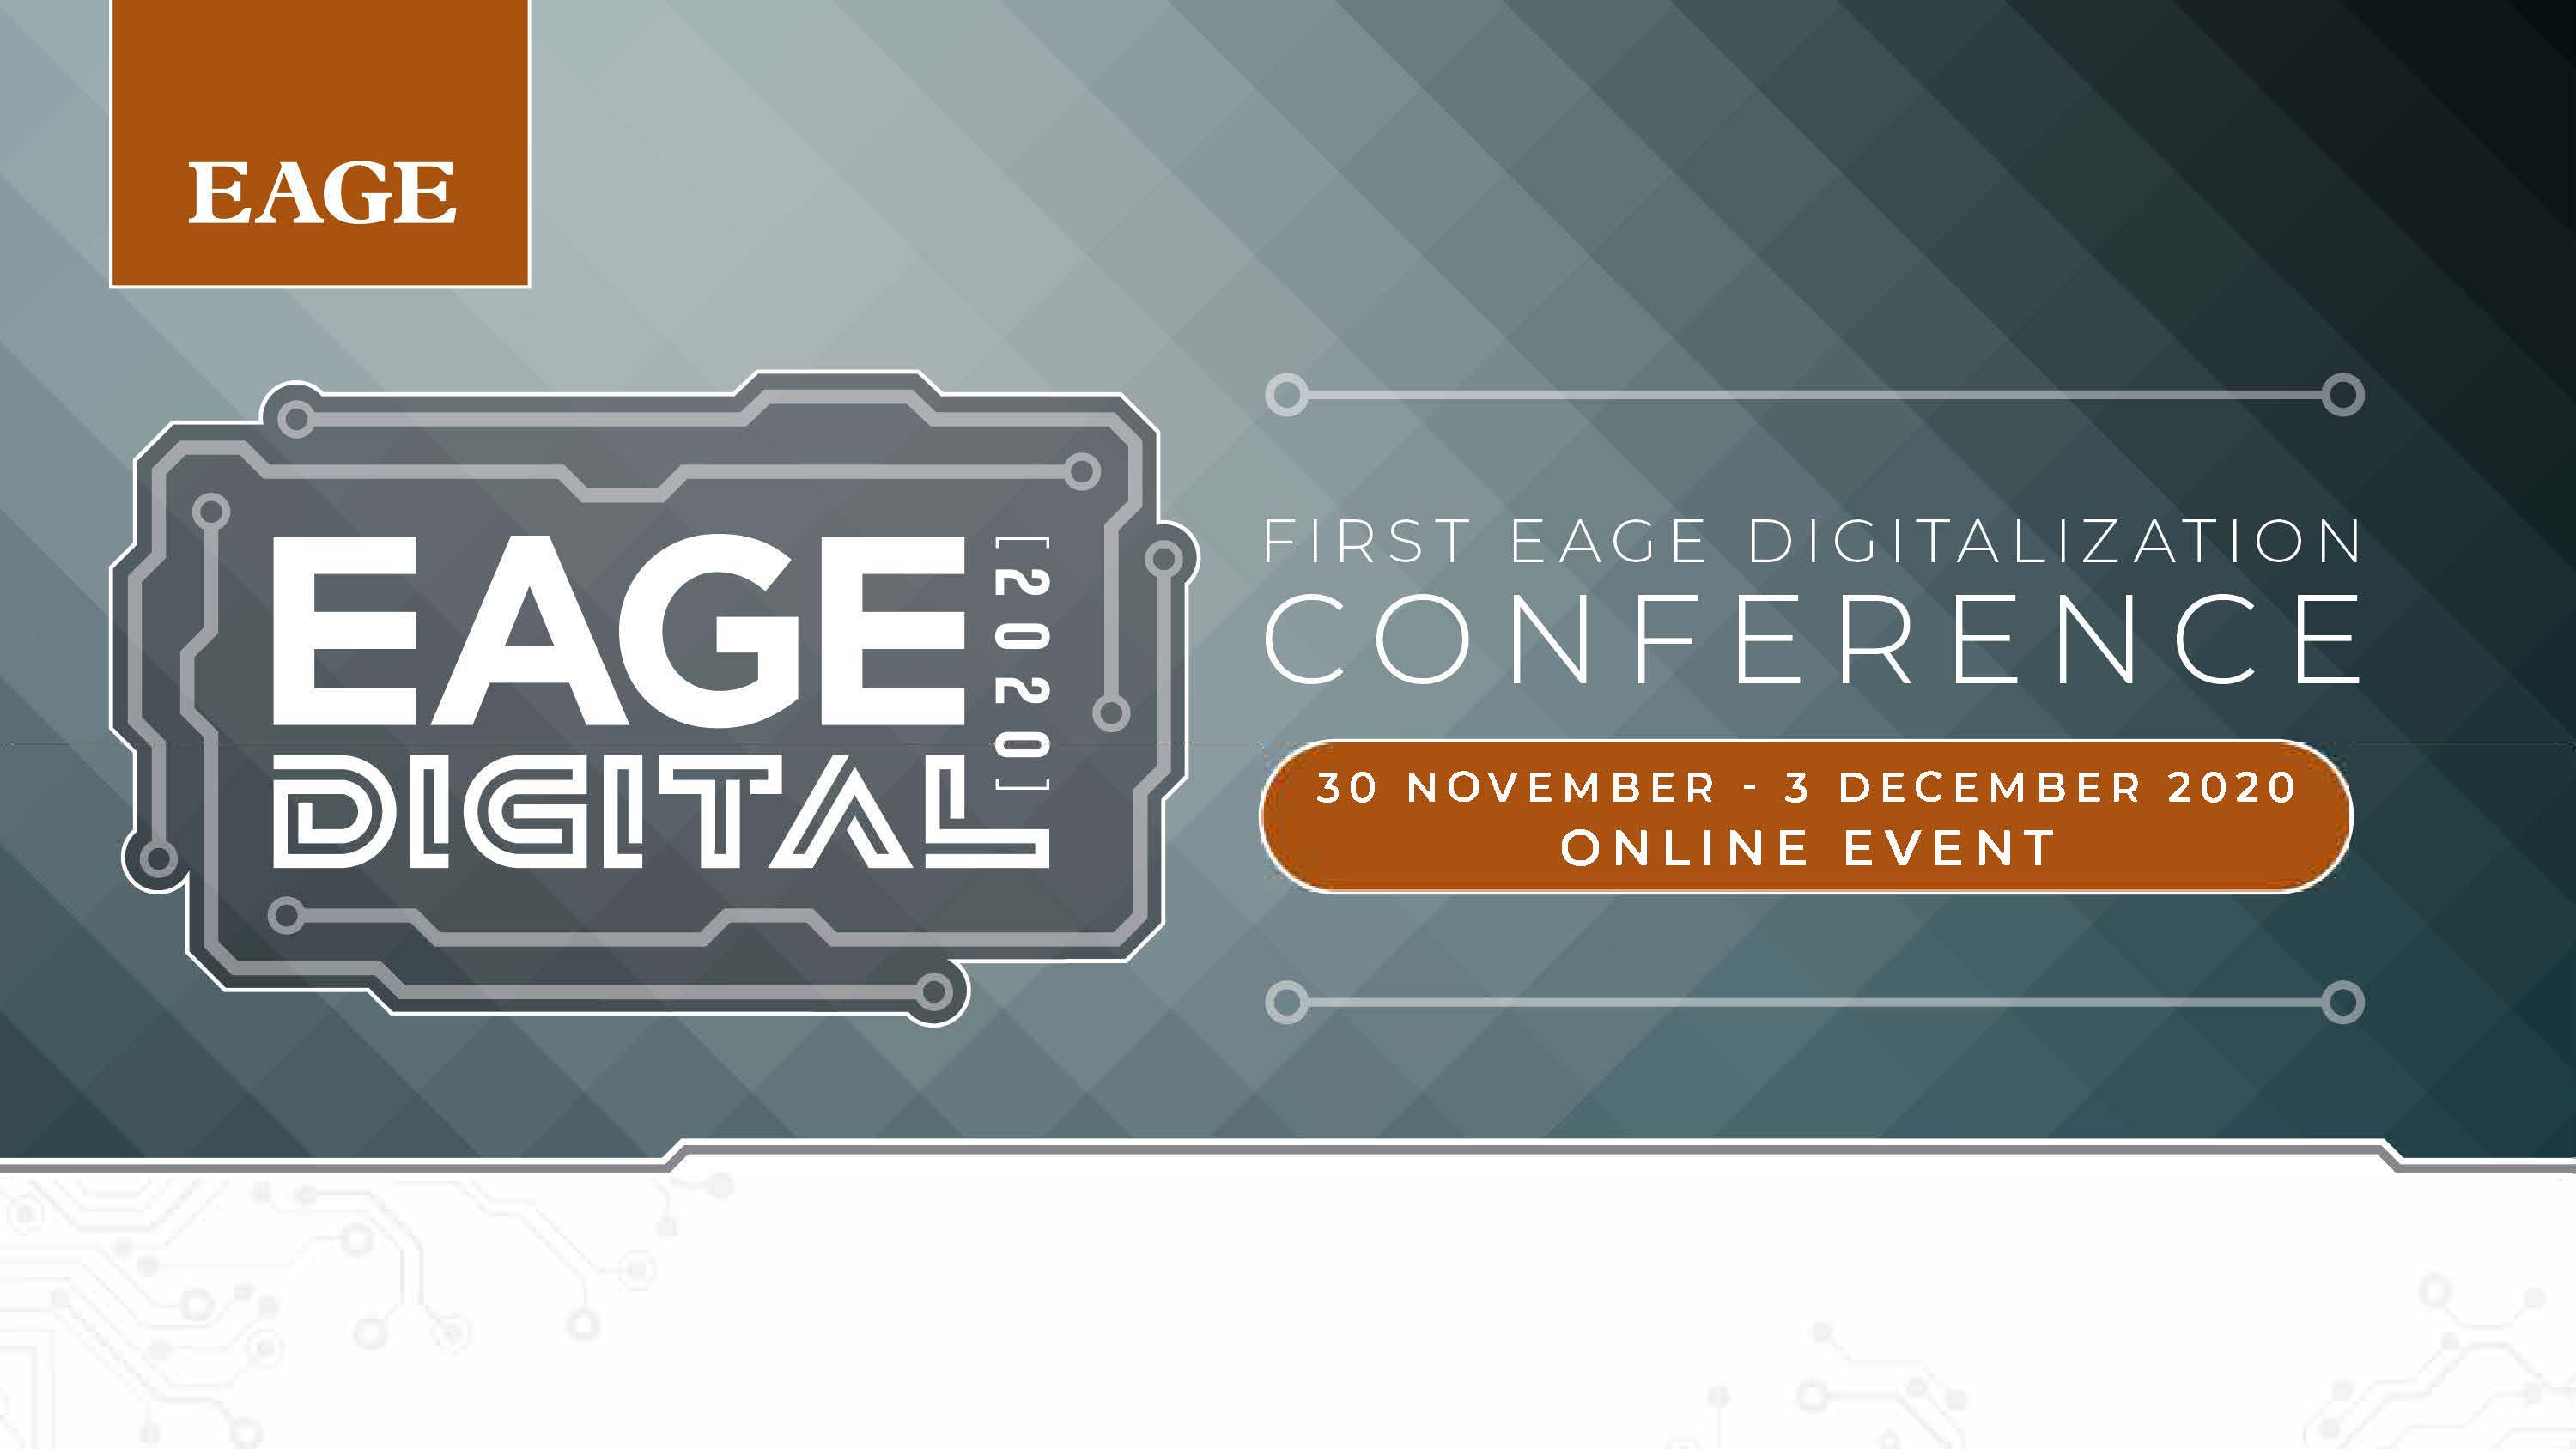 EAGE
EAGE
[2020]
DIGITAL
FIRST EAGE DIGITALIZATION
CONFERENCE
30 NOVEMBER - 3 DECEMBER 2020
ONLINE EVENT